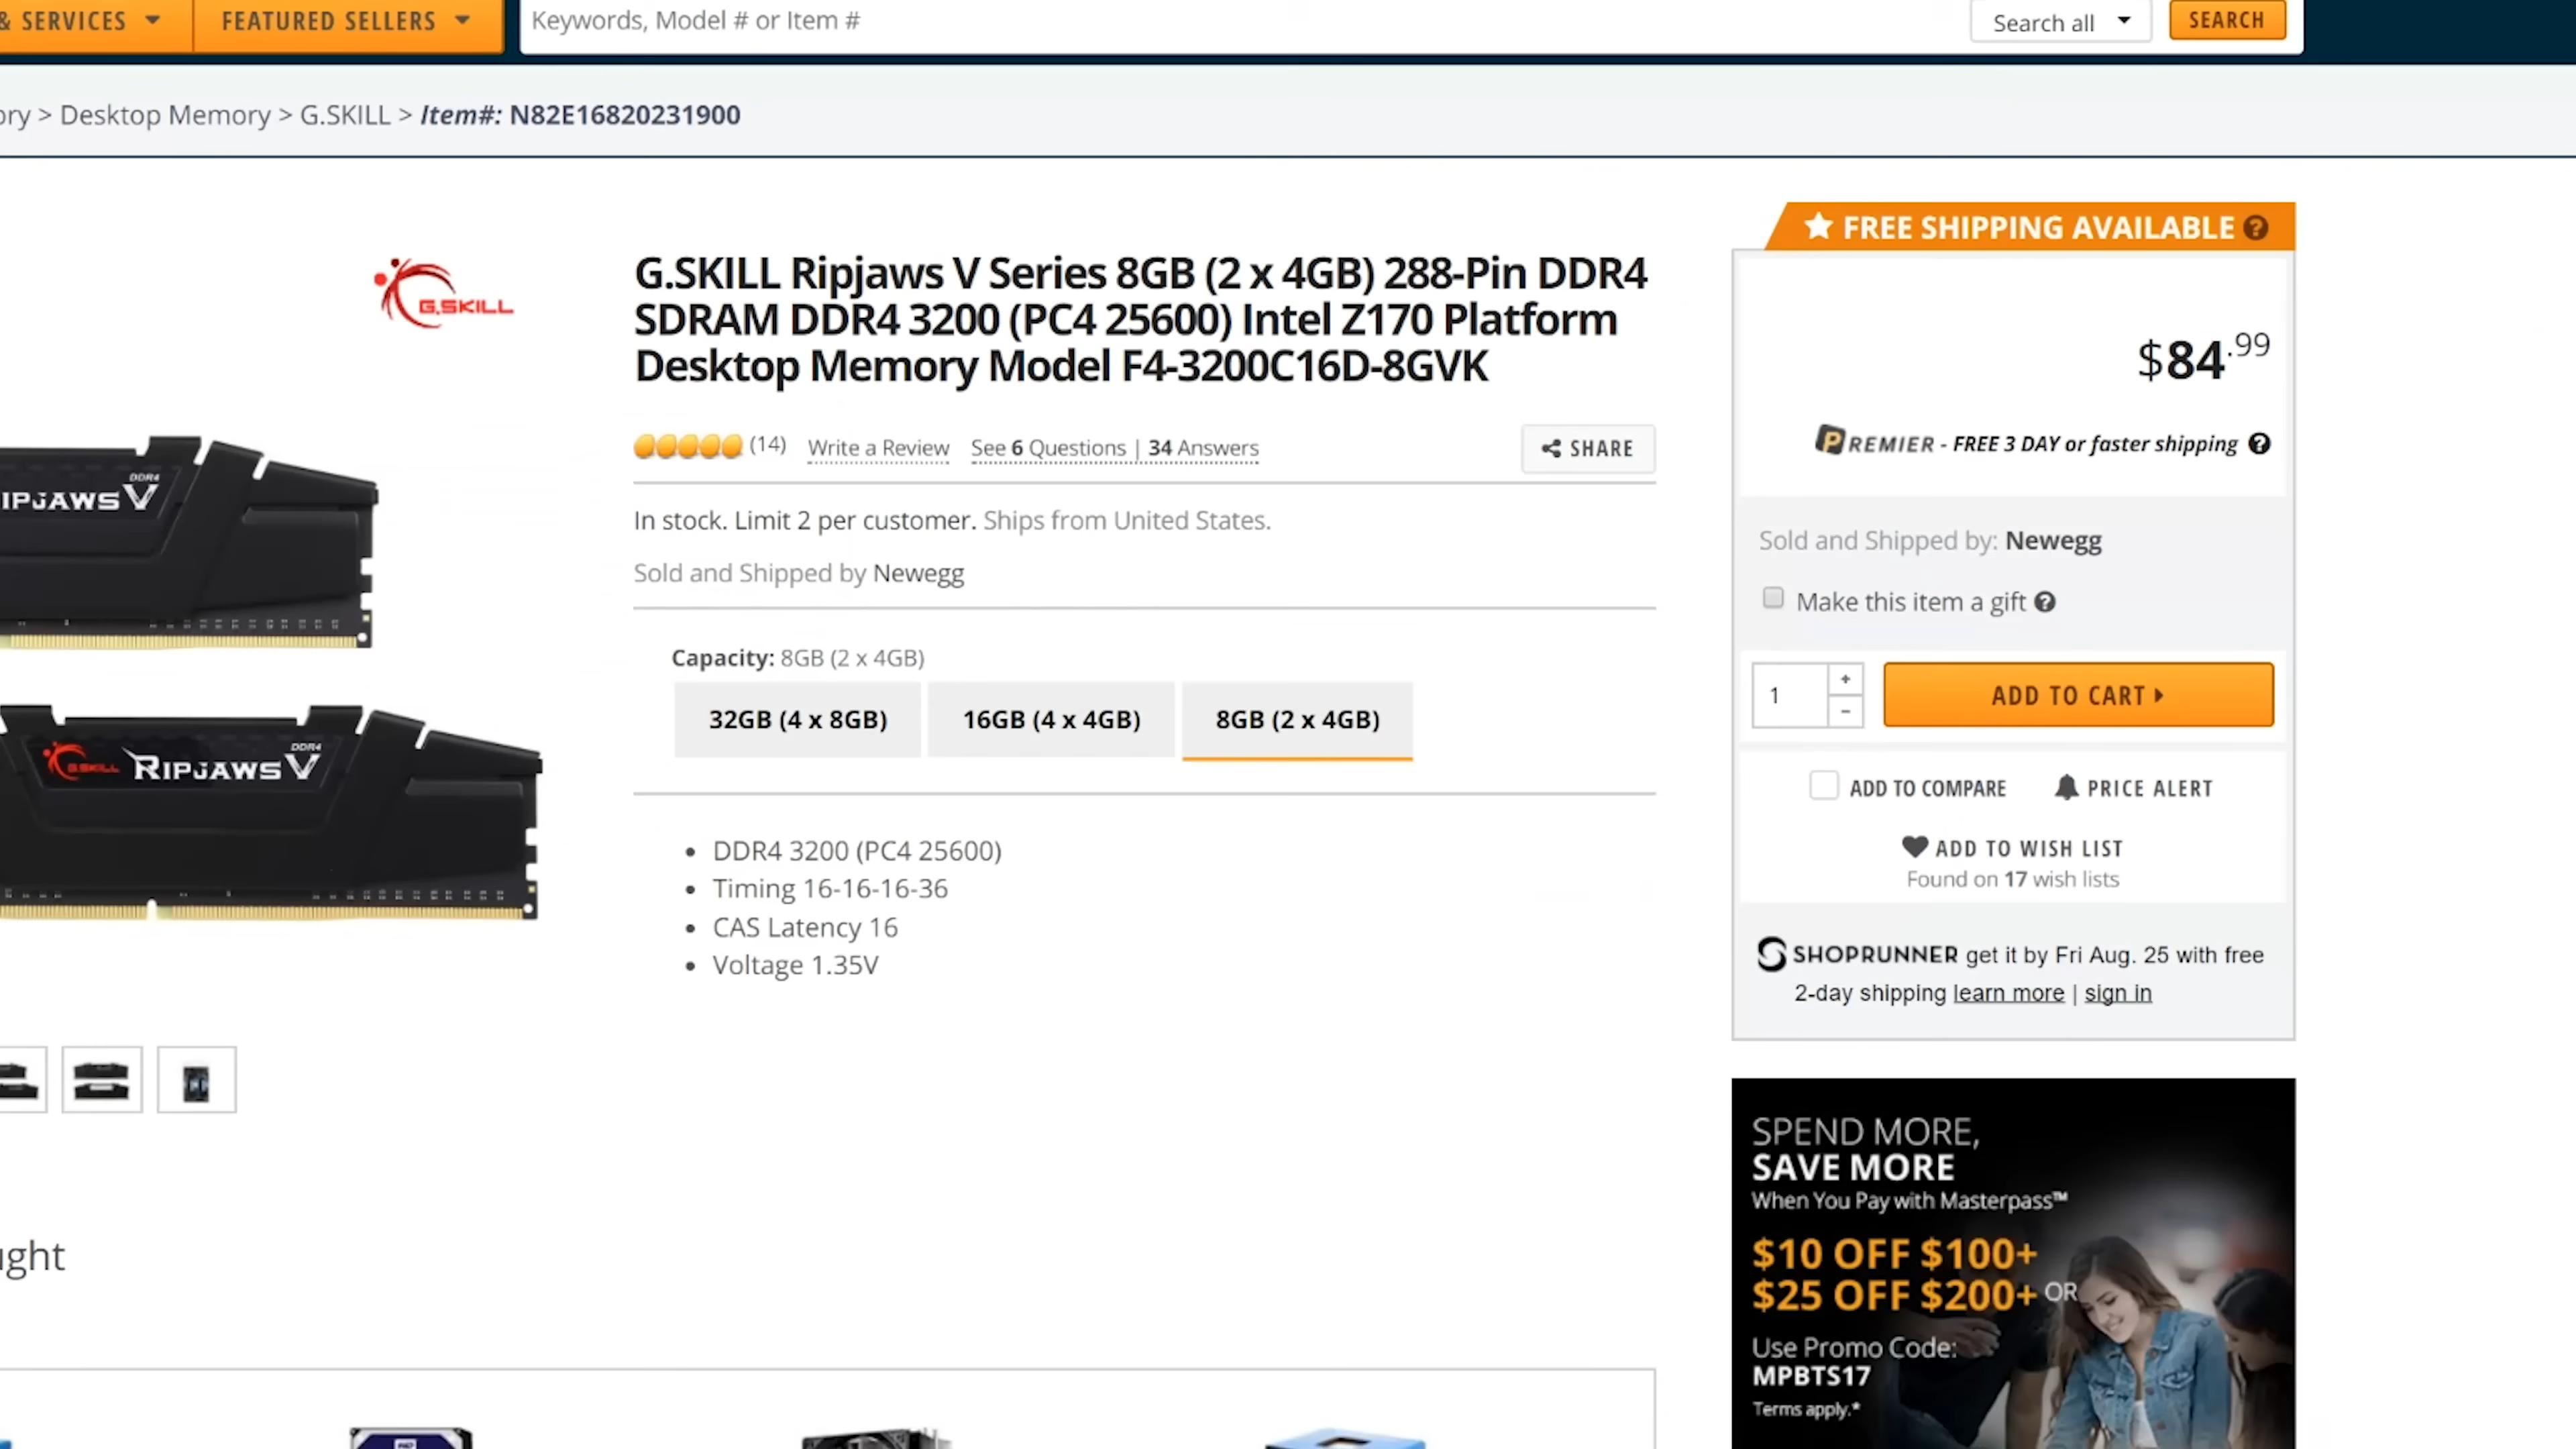 & SERVICES
FEATURED SELLERS
Keywords, Model # or Item #
Search all
SEARCH
ory > Desktop Memory > G.SKILL > Item#: N82E16820231900
G.SKILL
G.SKILL Ripjaws V Series 8GB (2 x 4GB) 288-Pin DDR4
SDRAM DDR4 3200 (PC4 25600) Intel Z170 Platform
Desktop Memory Model F4-3200C16D-8GVK
(14) Write a Review See 6 Questions | 34 Answers
SHARE
In stock. Limit 2 per customer. Ships from United States.
Sold and Shipped by Newegg
Capacity: 8GB (2 x 4GB)
32GB (4 x 8GB)
16GB (4 x 4GB)
8GB (2 x 4GB)
• DDR4 3200 (PC4 25600)
• Timing 16-16-16-36
• CAS Latency 16
• Voltage 1.35V
DDR4
IPJAWS V
DDR4
G.SKILL RIPJAWS V
ught
FREE SHIPPING AVAILABLE ?
$84.99
PREMIER - FREE 3 DAY or faster shipping ?
Sold and Shipped by: Newegg
Make this item a gift ?
1
+
-
ADD TO CART
ADD TO COMPARE
PRICE ALERT
ADD TO WISH LIST
Found on 17 wish lists
SHOPRUNNER get it by Fri Aug. 25 with free
2-day shipping learn more | sign in
SPEND MORE,
SAVE MORE
When You Pay with Masterpass™
$10 OFF $100+
$25 OFF $200+ OR
Use Promo Code:
MPBTS17
Terms apply.*
WD